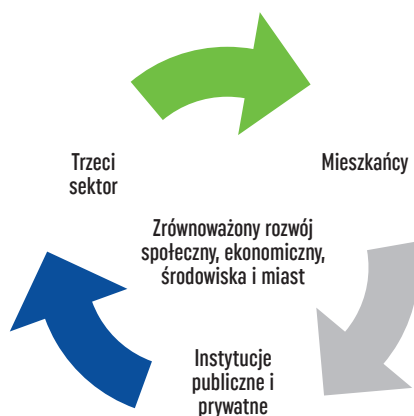 Trzeci
sektor
Mieszkańcy
Zrównoważony rozwój
społeczny, ekonomiczny,
środowiska i miast
Instytucje
publiczne i
prywatne